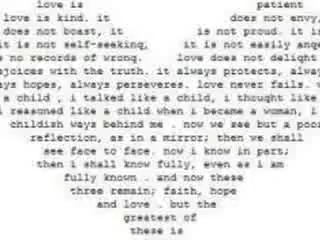 love is patient
love is kind. it does not envy,
does not boast, it is not proud. it is
it is not self-seeking, it is not easily ange
s no records of wrong. love does not delight
ejoices with the truth. it always protects, alway
ays hopes, always perseveres. love never fails. w
a child , i talked like a child, i thought like
i reasoned like a child when i became a woman, i
childish ways behind me . now we see but a poor
reflection, as in a mirror; then we shall
see face to face. now i know in part;
then i shall know fully, even as i am
fully known . and now these
three remain; faith, hope
and love . but the
greatest of
these is